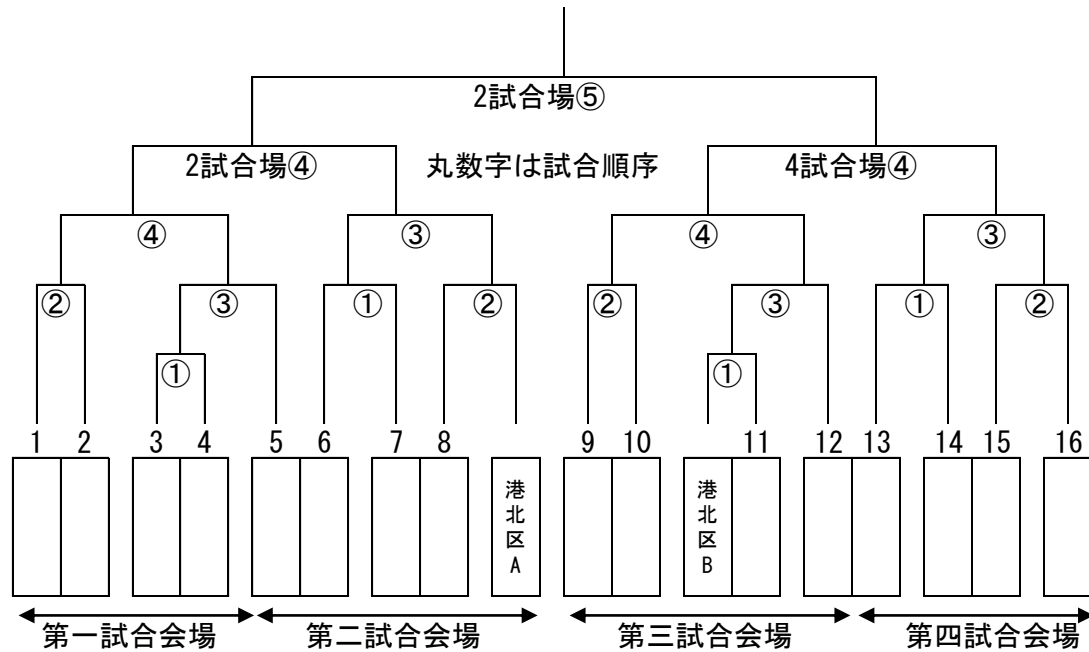 2試合場⑤
2試合場④ 丸数字は試合順序 4試合場④
④ ③ ④ ③
② ③ ① ② ② ③ ① ②
① ①
1 2 3 4 5 6 7 8 9 10 11 12 13 14 15 16
港北区A 港北区B
第一試合会場 第二試合会場 第三試合会場 第四試合会場